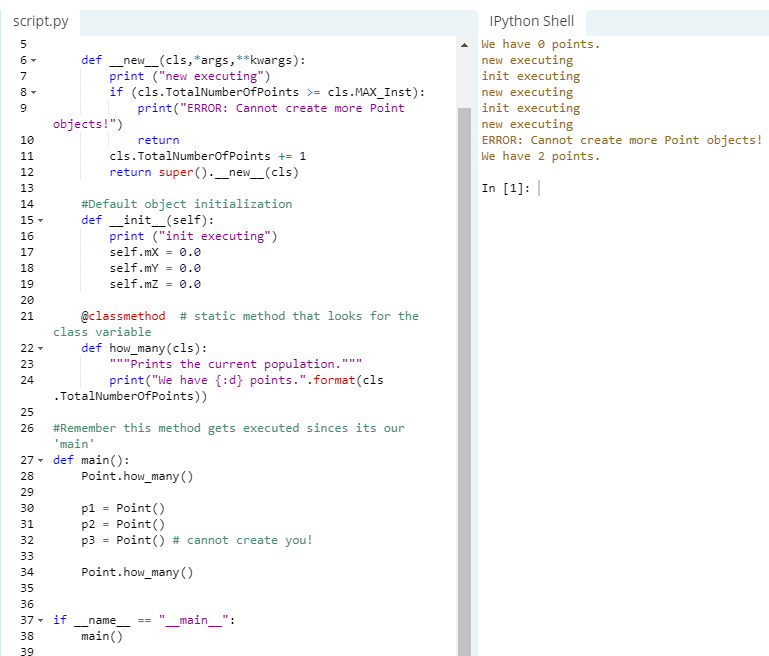 script.py
5
6 def __new__(cls,*args,**kwargs):
7 print ("new executing")
8 if (cls.TotalNumberOfPoints >= cls.MAX_Inst):
9 print("ERROR: Cannot create more Point
objects!")
10 return
11 cls.TotalNumberOfPoints += 1
12 return super().__new__(cls)
13
14 #Default object initialization
15 def __init__(self):
16 print ("init executing")
17 self.mX = 0.0
18 self.mY = 0.0
19 self.mZ = 0.0
20
21 @classmethod # static method that looks for the
class variable
22 def how_many(cls):
23 """Prints the current population."""
24 print("We have {:d} points.".format(cls
.TotalNumberOfPoints))
25
26 #Remember this method gets executed sinces its our
'main'
27 def main():
28 Point.how_many()
29
30 p1 = Point()
31 p2 = Point()
32 p3 = Point() # cannot create you!
33
34 Point.how_many()
35
36
37 if __name__ == "__main__":
38 main()
39
IPython Shell
We have 0 points.
new executing
init executing
new executing
init executing
new executing
ERROR: Cannot create more Point objects!
We have 2 points.
In [1]: